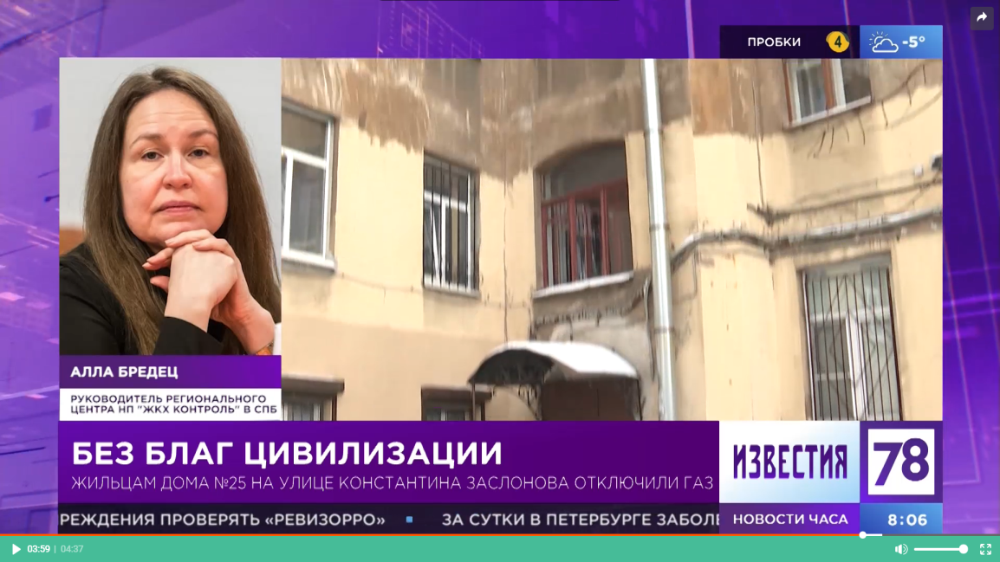 ПРОБКИ
4
-5°
АЛЛА БРЕДЕЦ
РУКОВОДИТЕЛЬ РЕГИОНАЛЬНОГО
ЦЕНТРА НП "ЖКХ КОНТРОЛЬ" В СПБ
БЕЗ БЛАГ ЦИВИЛИЗАЦИИ
ЖИЛЬЦАМ ДОМА №25 НА УЛИЦЕ КОНСТАНТИНА ЗАСЛОНОВА ОТКЛЮЧИЛИ ГАЗ
ИЗВЕСТИЯ
78
РЕЖДЕНИЯ ПРОВЕРЯТЬ «РЕВИЗОРРО» ▪ ЗА СУТКИ В ПЕТЕРБУРГЕ ЗАБОЛЕ
НОВОСТИ ЧАСА
8:06
03:59 | 04:37